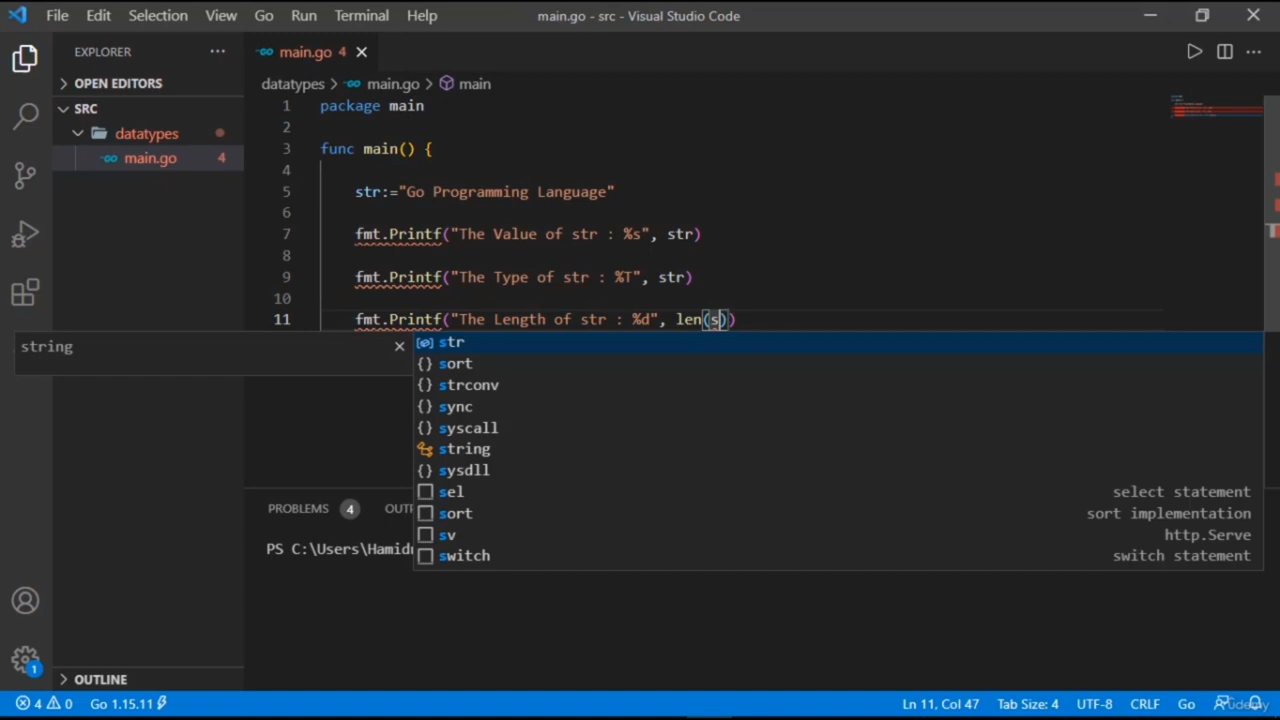 File Edit Selection View Go Run Terminal Help main.go - src - Visual Studio Code
EXPLORER
OPEN EDITORS
SRC
datatypes
main.go 4
main.go 4
datatypes > main.go > main
1 package main
2
3 func main() {
4
5 str:="Go Programming Language"
6
7 fmt.Printf("The Value of str : %s", str)
8
9 fmt.Printf("The Type of str : %T", str)
10
11 fmt.Printf("The Length of str : %d", len(s))
string
str
sort
strconv
sync
syscall
string
sysdll
sel select statement
sort sort implementation
sv http.Serve
switch switch statement
PROBLEMS 4 OUT
PS C:\Users\Hamid
1
OUTLINE
4 0 Go 1.15.11 Ln 11, Col 47 Tab Size: 4 UTF-8 CRLF Go
Udemy